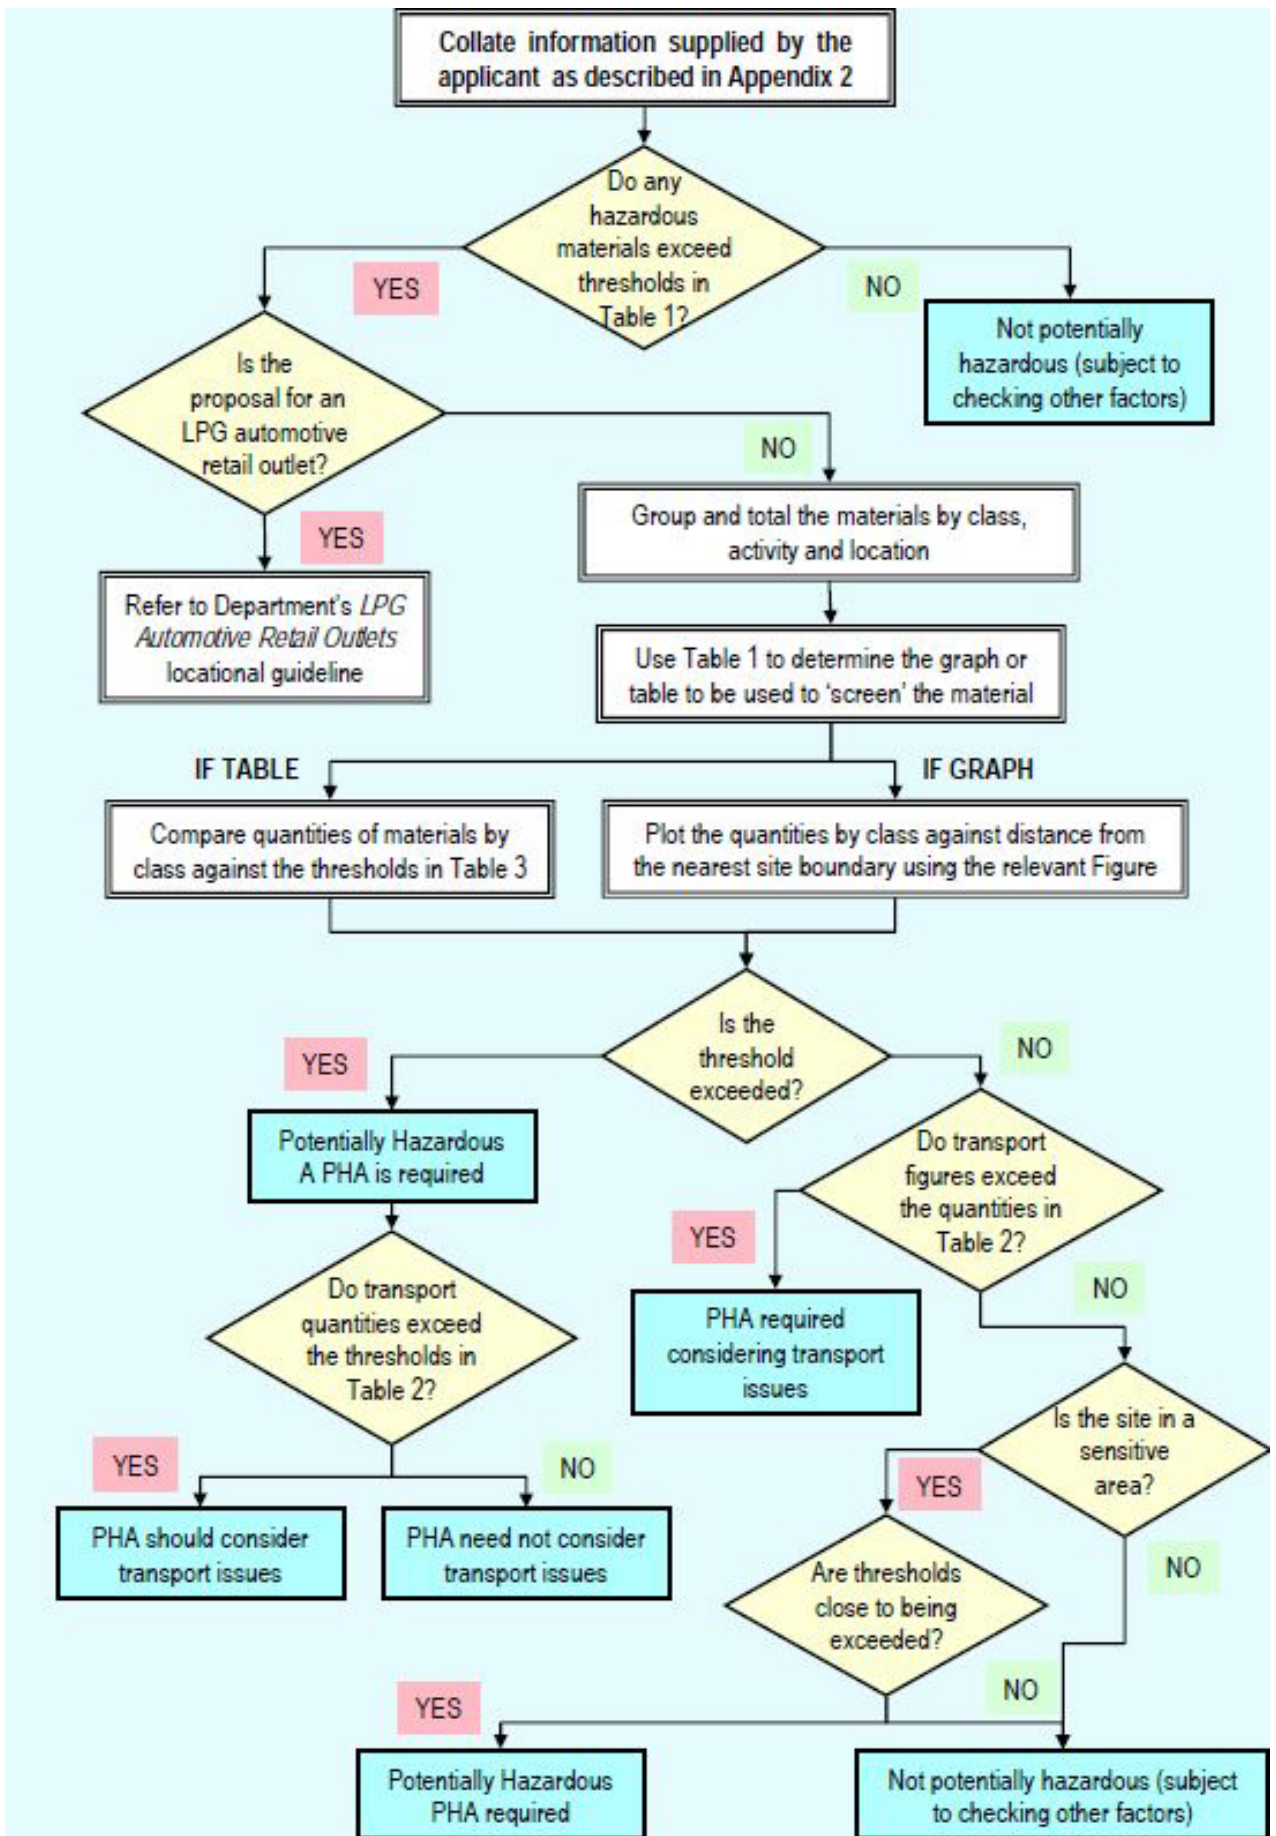 Collate information supplied by the
applicant as described in Appendix 2
Do any
hazardous
materials exceed
thresholds in
Table 1?
YES
NO
Not potentially
hazardous (subject to
checking other factors)
Is the
proposal for an
LPG automotive
retail outlet?
NO
YES
Group and total the materials by class,
activity and location
Refer to Department's LPG
Automotive Retail Outlets
locational guideline
Use Table 1 to determine the graph or
table to be used to 'screen' the material
IF TABLE
IF GRAPH
Compare quantities of materials by
class against the thresholds in Table 3
Plot the quantities by class against distance from
the nearest site boundary using the relevant Figure
Is the
threshold
exceeded?
YES
NO
Potentially Hazardous
A PHA is required
Do transport
figures exceed
the quantities in
Table 2?
YES
NO
Do transport
quantities exceed
the thresholds in
Table 2?
PHA required
considering transport
issues
Is the site in a
sensitive
area?
YES
NO
YES
NO
PHA should consider
transport issues
PHA need not consider
transport issues
Are thresholds
close to being
exceeded?
YES
NO
Potentially Hazardous
PHA required
Not potentially hazardous (subject
to checking other factors)